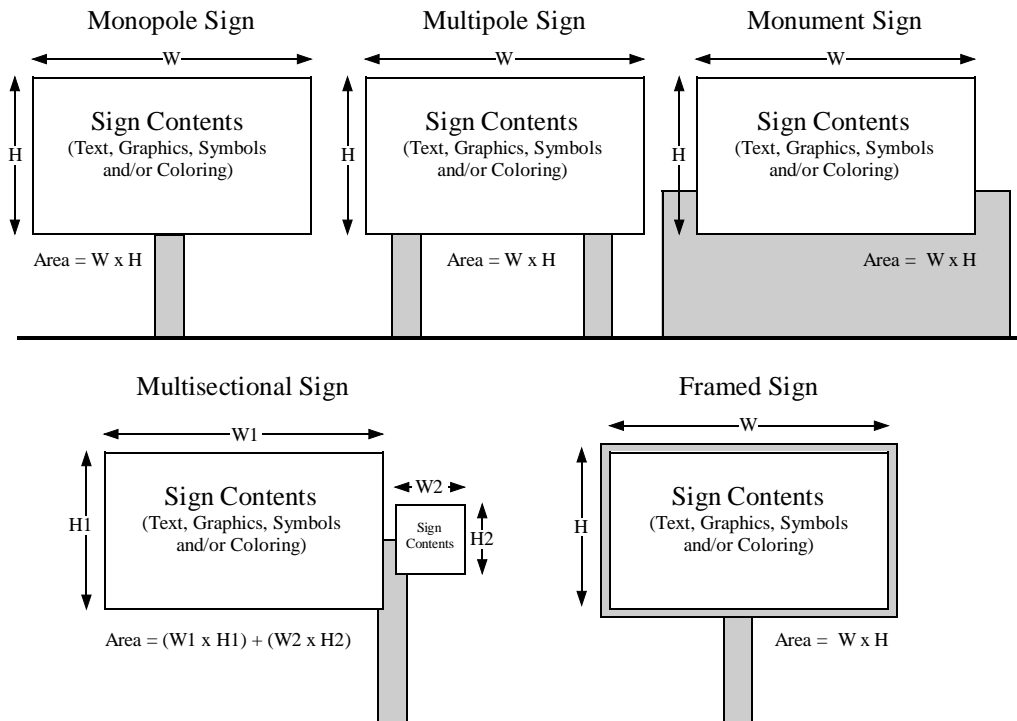 Monopole Sign
W
H
Sign Contents
(Text, Graphics, Symbols
and/or Coloring)
Area = W x H
Multipole Sign
W
H
Sign Contents
(Text, Graphics, Symbols
and/or Coloring)
Area = W x H
Monument Sign
W
H
Sign Contents
(Text, Graphics, Symbols
and/or Coloring)
Area =  W x H
Multisectional Sign
W1
H1
Sign Contents
(Text, Graphics, Symbols
and/or Coloring)
W2
Sign
Contents
H2
Area = (W1 x H1) + (W2 x H2)
Framed Sign
W
H
Sign Contents
(Text, Graphics, Symbols
and/or Coloring)
Area =  W x H